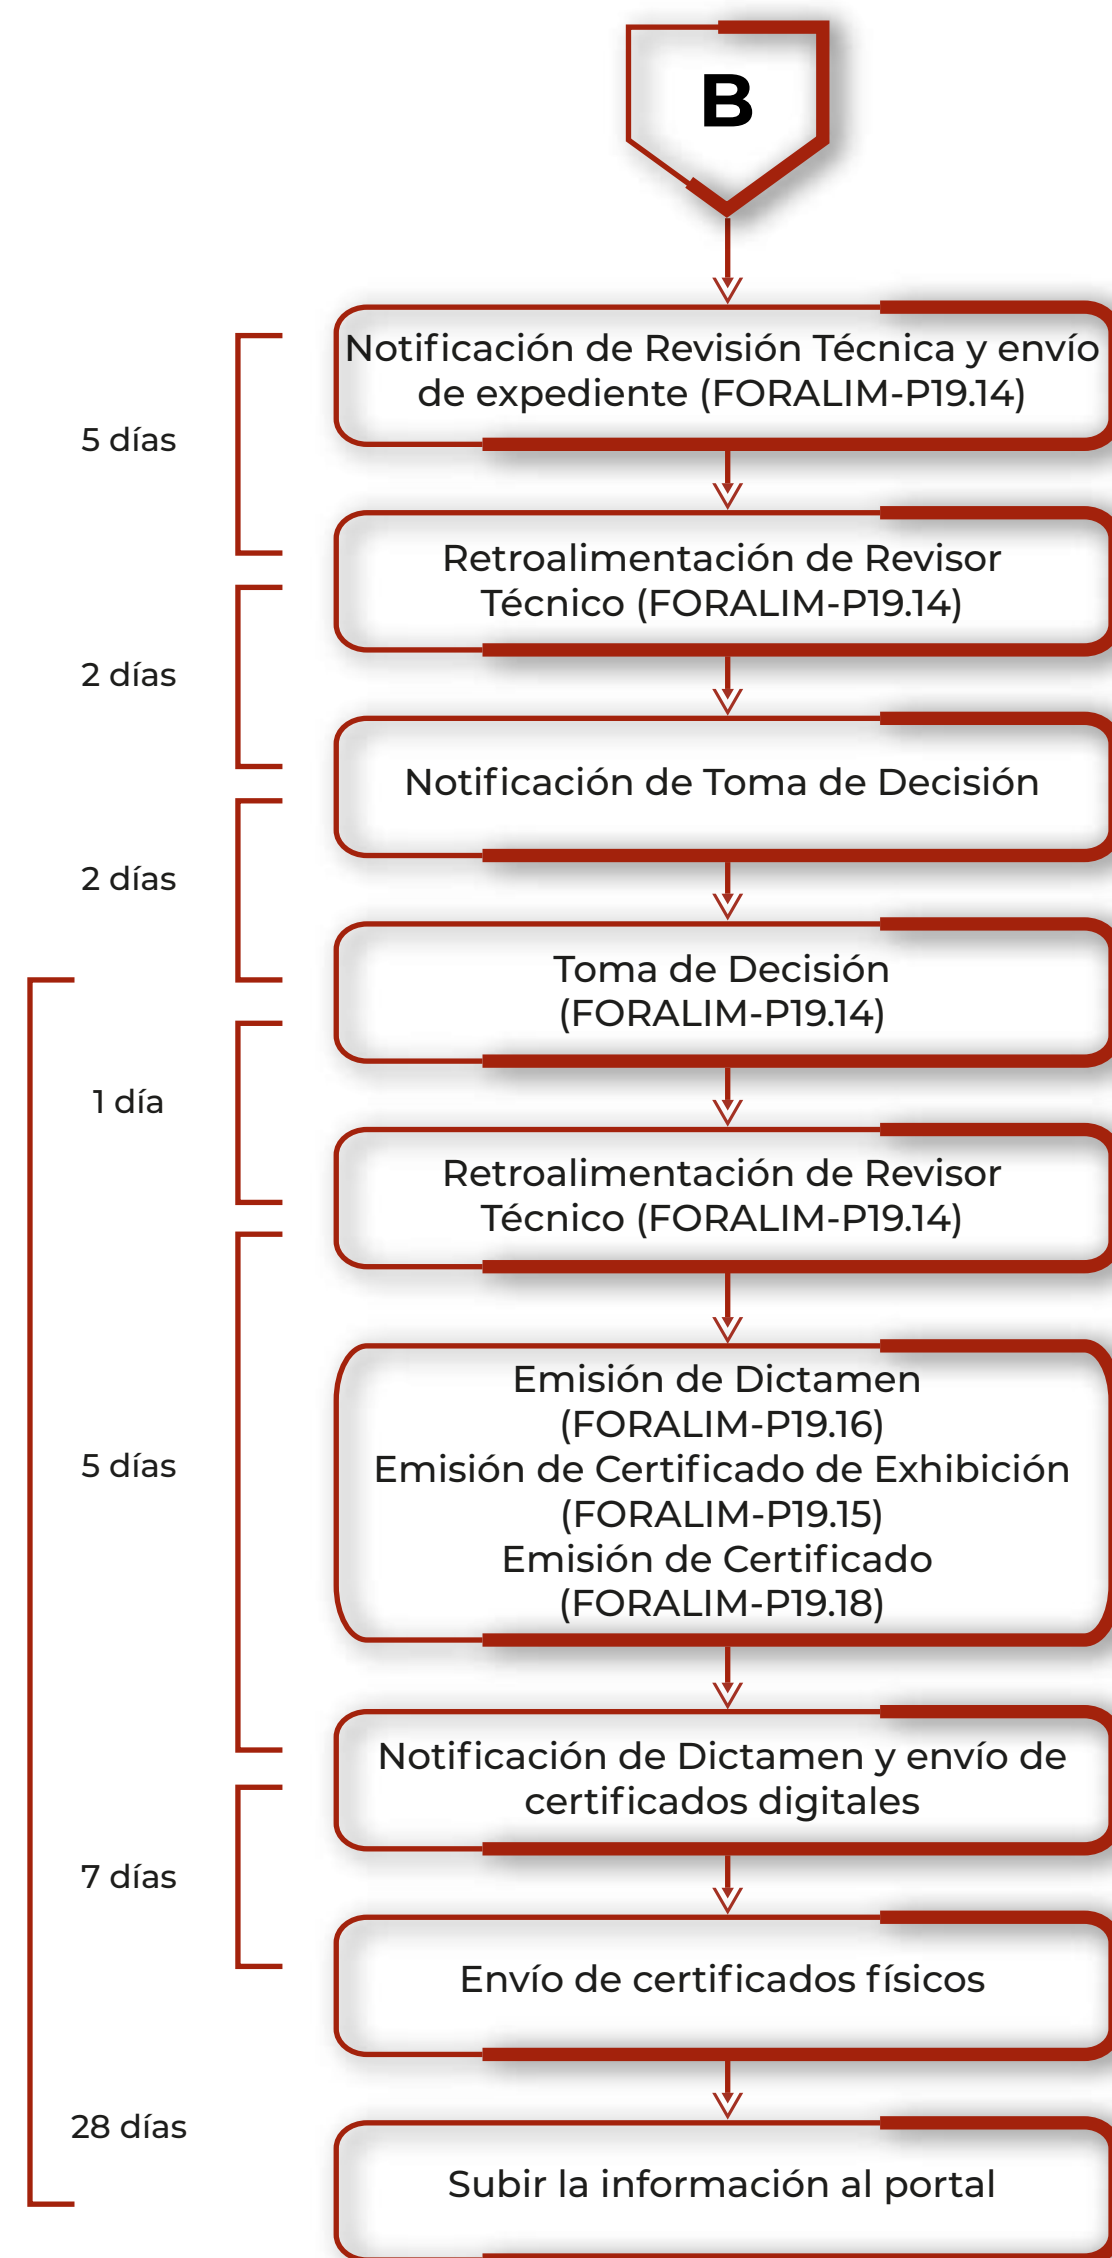 B
Notificación de Revisión Técnica y envío
de expediente (FORALIM-P19.14)
5 días
Retroalimentación de Revisor
Técnico (FORALIM-P19.14)
2 días
Notificación de Toma de Decisión
2 días
Toma de Decisión
(FORALIM-P19.14)
1 día
Retroalimentación de Revisor
Técnico (FORALIM-P19.14)
Emisión de Dictamen
(FORALIM-P19.16)
5 días
Emisión de Certificado de Exhibición
(FORALIM-P19.15)
Emisión de Certificado
(FORALIM-P19.18)
Notificación de Dictamen y envío de
certificados digitales
7 días
Envío de certificados físicos
28 días
Subir la información al portal